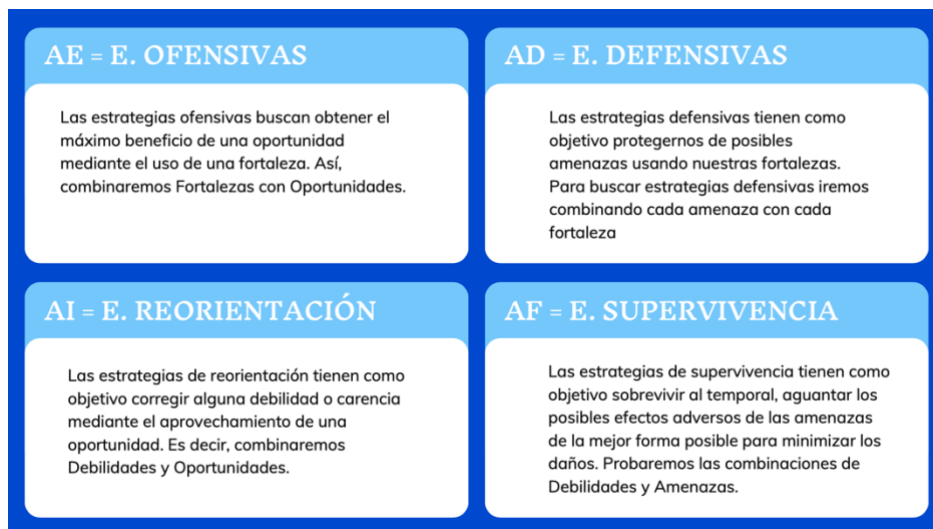 AE = E. OFENSIVAS
Las estrategias ofensivas buscan obtener el
máximo beneficio de una oportunidad
mediante el uso de una fortaleza. Así,
combinaremos Fortalezas con Oportunidades.
AD = E. DEFENSIVAS
Las estrategias defensivas tienen como
objetivo protegernos de posibles
amenazas usando nuestras fortalezas.
Para buscar estrategias defensivas iremos
combinando cada amenaza con cada
fortaleza
AI = E. REORIENTACIÓN
Las estrategias de reorientación tienen como
objetivo corregir alguna debilidad o carencia
mediante el aprovechamiento de una
oportunidad. Es decir, combinaremos
Debilidades y Oportunidades.
AF = E. SUPERVIVENCIA
Las estrategias de supervivencia tienen como
objetivo sobrevivir al temporal, aguantar los
posibles efectos adversos de las amenazas
de la mejor forma posible para minimizar los
daños. Probaremos las combinaciones de
Debilidades y Amenazas.